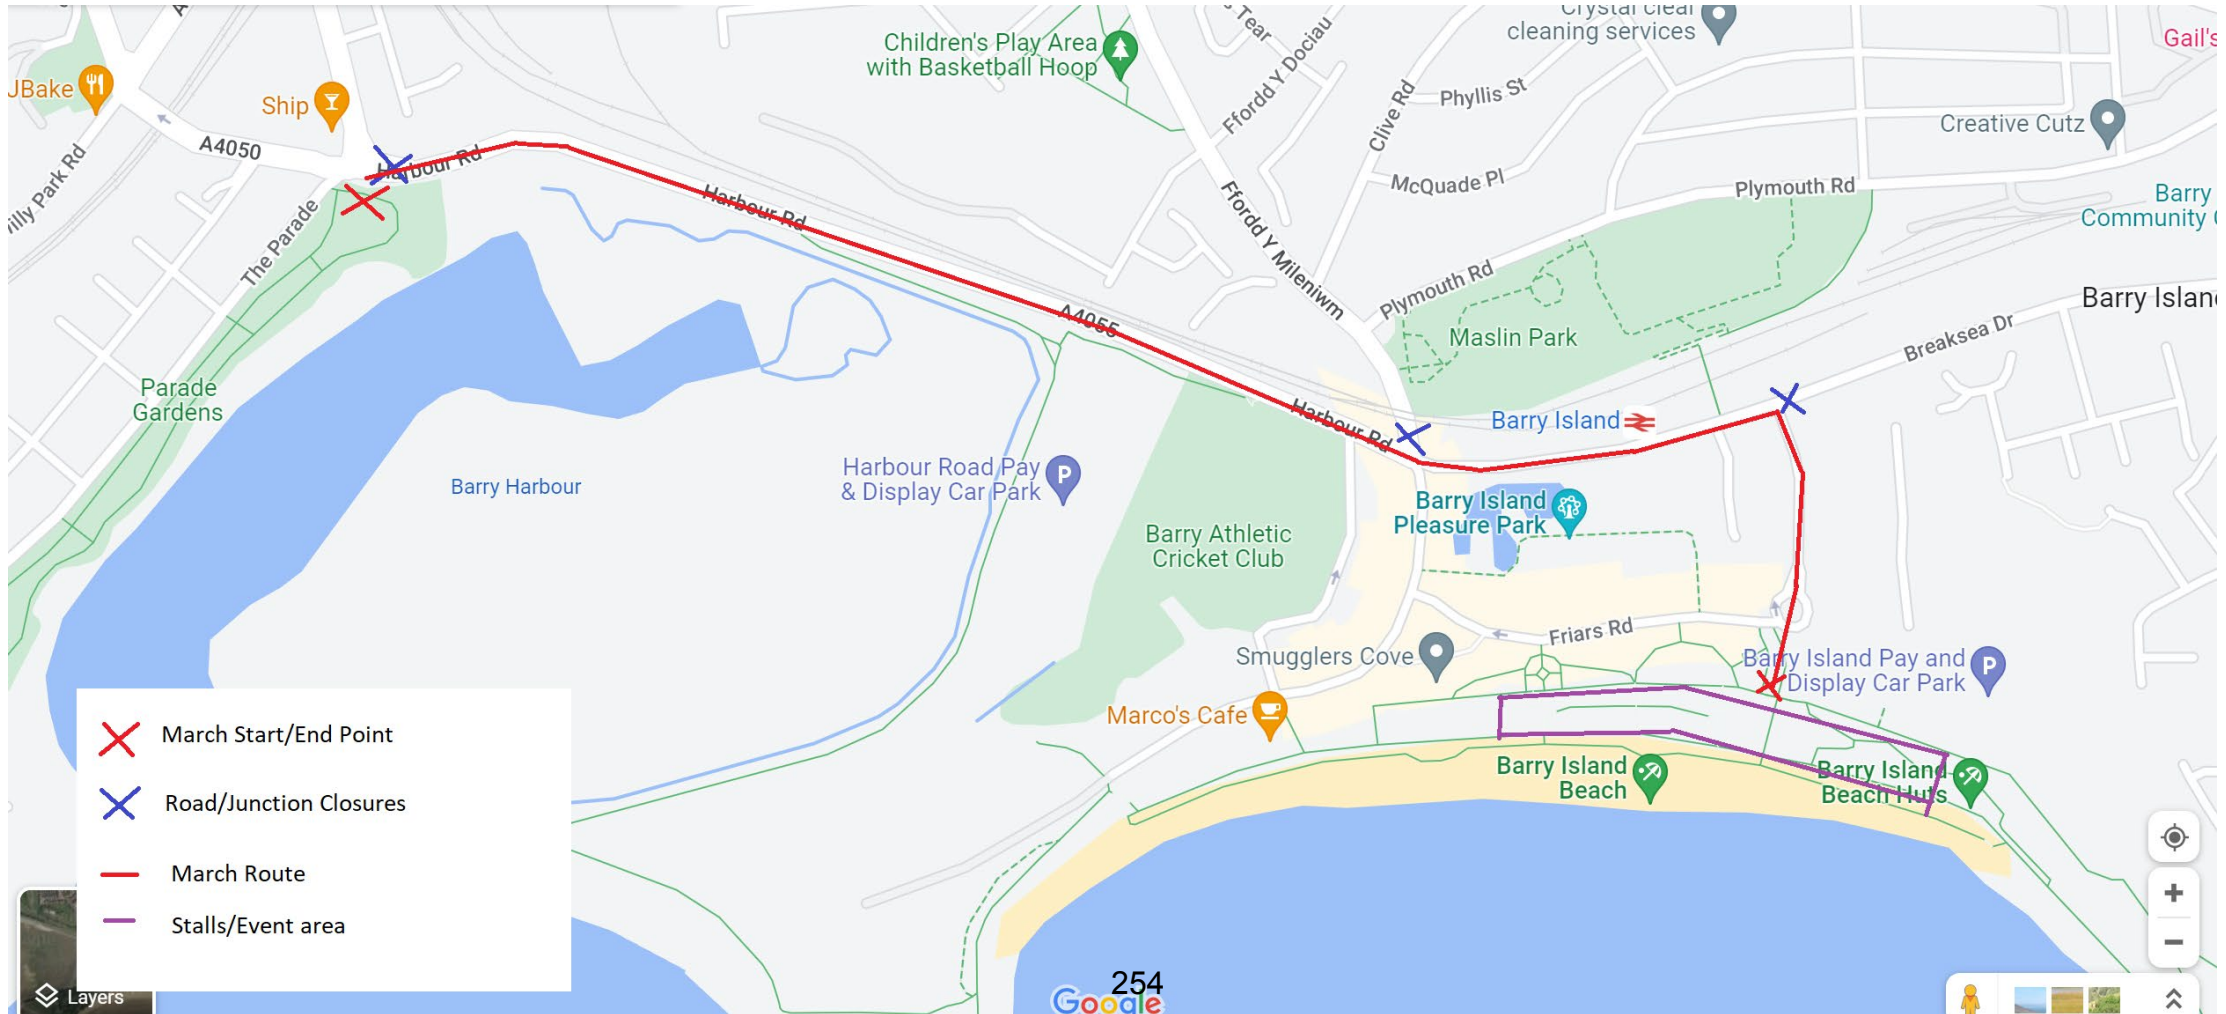 Crystal clear
cleaning services
Gail's
Children's Play Area
with Basketball Hoop
Tear
Ffordd Y Dociau
Clive Rd
Phyllis St
JBake
Ship
A4050
Harbour Rd
Creative Cutz
McQuade Pl
Plymouth Rd
Barry
Community
The Parade
Harbour Rd
Ffordd Y Mileniwm
Plymouth Rd
Barry Island
A4055
Maslin Park
Breaksea Dr
Parade
Gardens
Harbour Rd
Barry Island
Barry Harbour
Harbour Road Pay
& Display Car Park
P
Barry Island
Pleasure Park
Barry Athletic
Cricket Club
Friars Rd
Smugglers Cove
Barry Island Pay and
Display Car Park
P
Marco's Cafe
Barry Island
Beach
Barry Island
Beach Huts
March Start/End Point
Road/Junction Closures
March Route
Stalls/Event area
Layers
254
Google